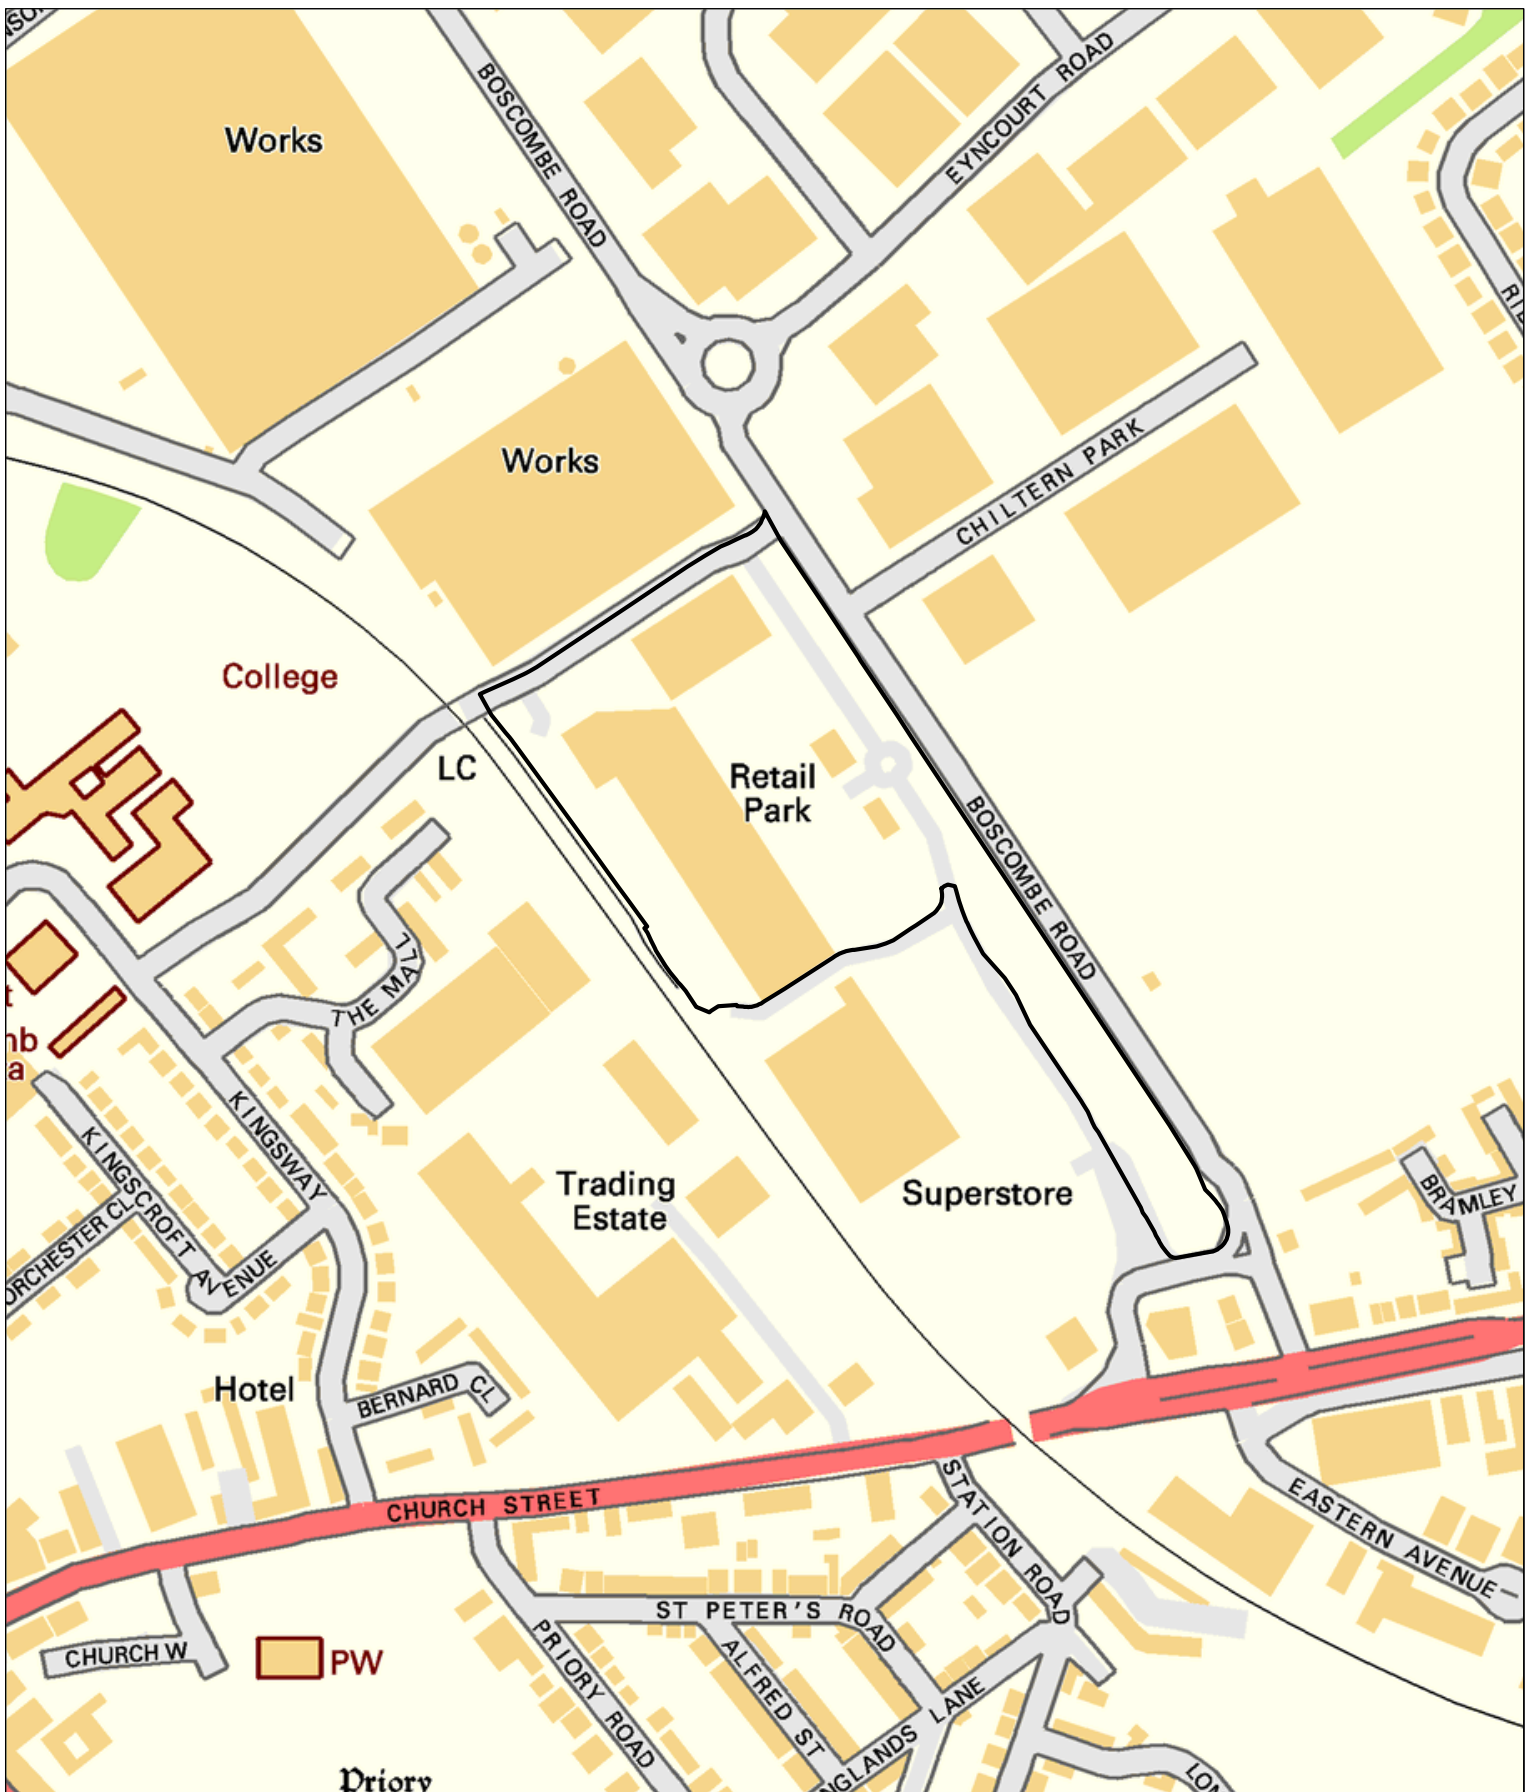 BOSCOMBE ROAD
EYNCOURT ROAD
Works
Works
CHILTERN PARK
College
LC
Retail
Park
BOSCOMBE ROAD
THE MALL
KINGSWAY
KINGSCROFT AVENUE
Trading
Estate
Superstore
BRAMLEY
Hotel
BERNARD CL
CHURCH STREET
STATION ROAD
EASTERN AVENUE
ST PETER'S ROAD
CHURCH W
PW
PRIORY ROAD
ALFRED ST
LANE
Priory